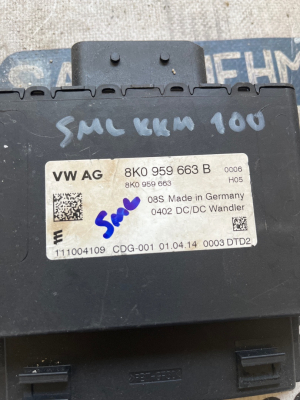 SML KKM 100
VW AG 8K0 959 663 B 0006
8K0 959 663 H05
SML 08S Made in Germany
0402 DC/DC Wandler
111004109 CDG-001 01.04.14 0003 DTD2